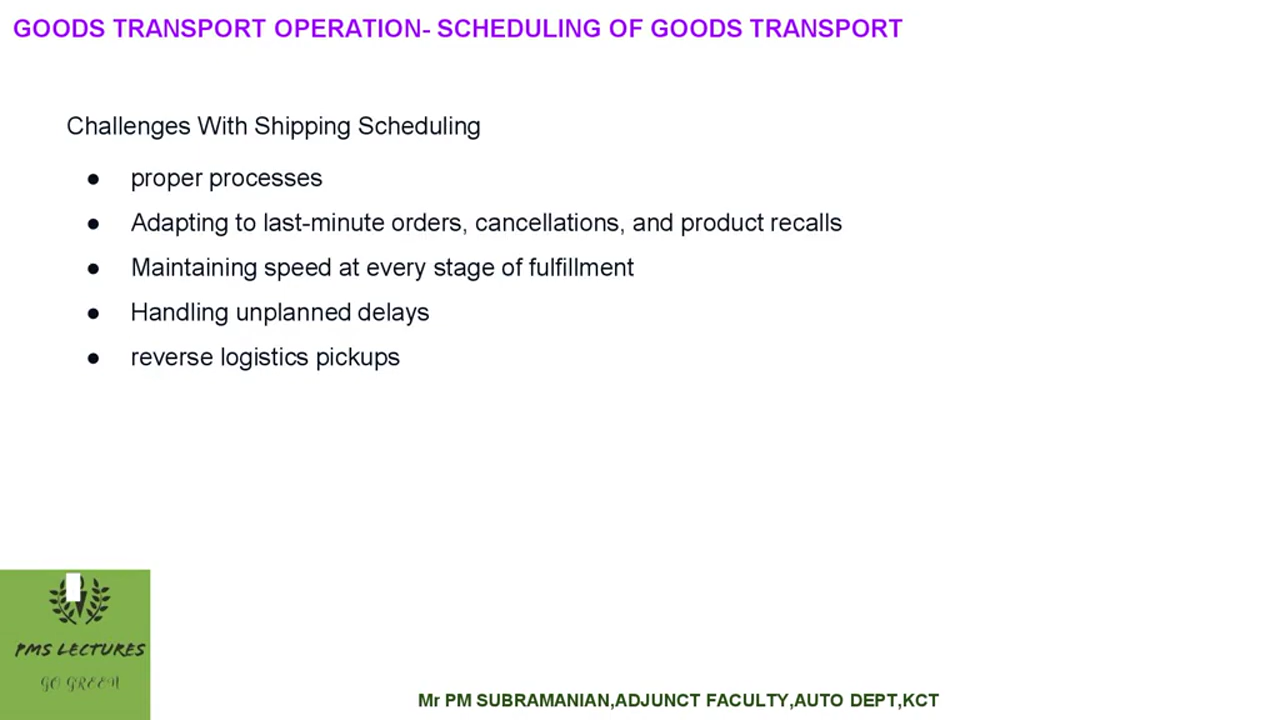 GOODS TRANSPORT OPERATION- SCHEDULING OF GOODS TRANSPORT
Challenges With Shipping Scheduling
● proper processes
● Adapting to last-minute orders, cancellations, and product recalls
● Maintaining speed at every stage of fulfillment
● Handling unplanned delays
● reverse logistics pickups
PMS LECTURES
GO GREEN
Mr PM SUBRAMANIAN,ADJUNCT FACULTY,AUTO DEPT,KCT